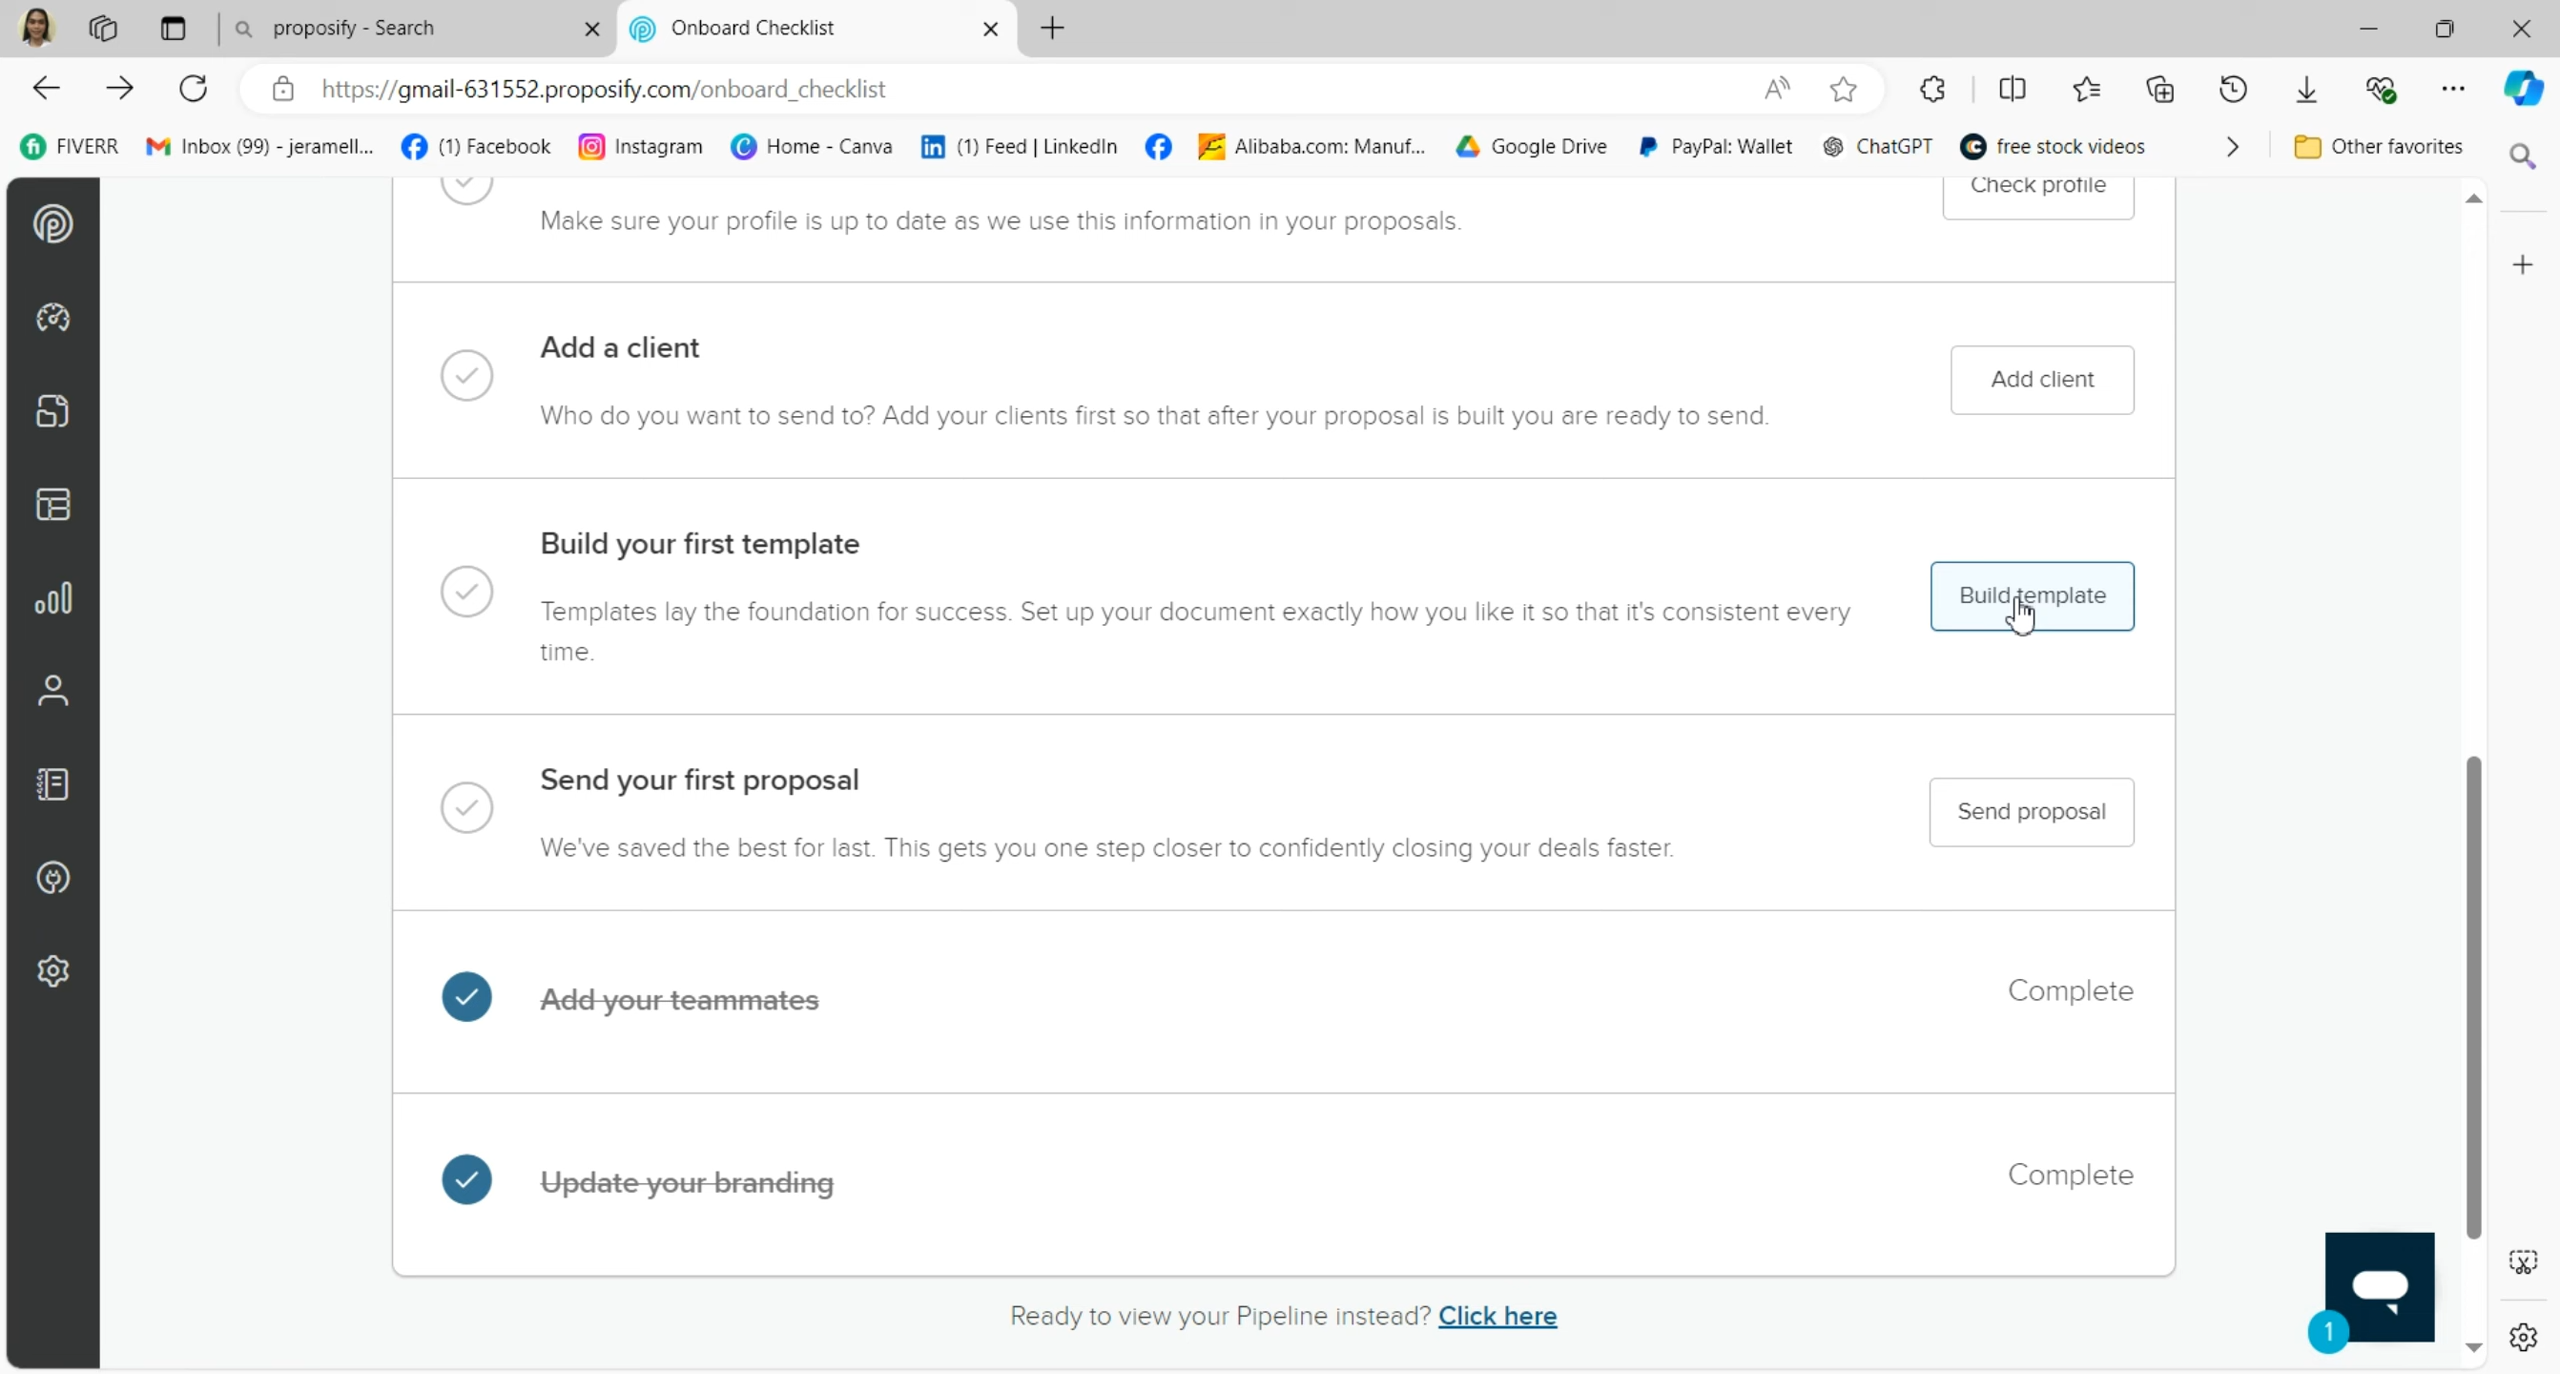 proposify - Search
Onboard Checklist
https://gmail-631552.proposify.com/onboard_checklist
FIVERR
Inbox (99) - jeramell...
(1) Facebook
Instagram
Home - Canva
(1) Feed | LinkedIn
Alibaba.com: Manuf...
Google Drive
PayPal: Wallet
ChatGPT
free stock videos
Other favorites
Check profile
Make sure your profile is up to date as we use this information in your proposals.
Add a client
Add client
Who do you want to send to? Add your clients first so that after your proposal is built you are ready to send.
Build your first template
Build template
Templates lay the foundation for success. Set up your document exactly how you like it so that it's consistent every
time.
Send your first proposal
Send proposal
We've saved the best for last. This gets you one step closer to confidently closing your deals faster.
Add your teammates
Complete
Update your branding
Complete
Ready to view your Pipeline instead? Click here
1